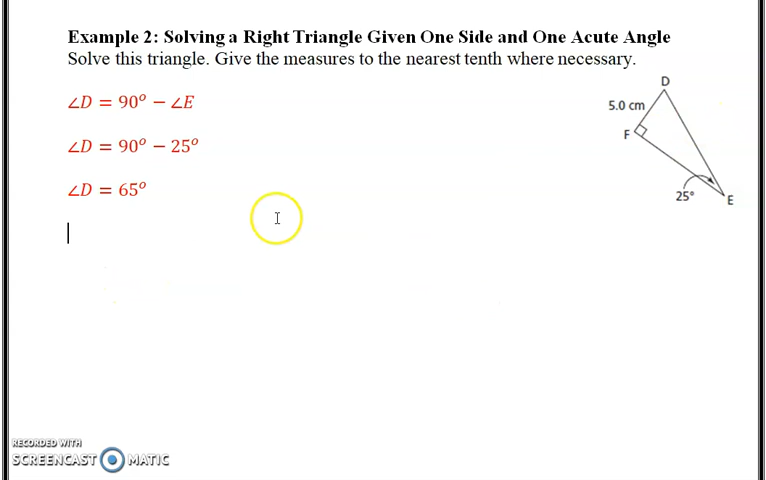 Example 2: Solving a Right Triangle Given One Side and One Acute Angle
Solve this triangle. Give the measures to the nearest tenth where necessary.
∠D = 90° − ∠E
∠D = 90° − 25°
∠D = 65°
D
5.0 cm
F
25°
E
RECORDED WITH
SCREENCAST MATIC